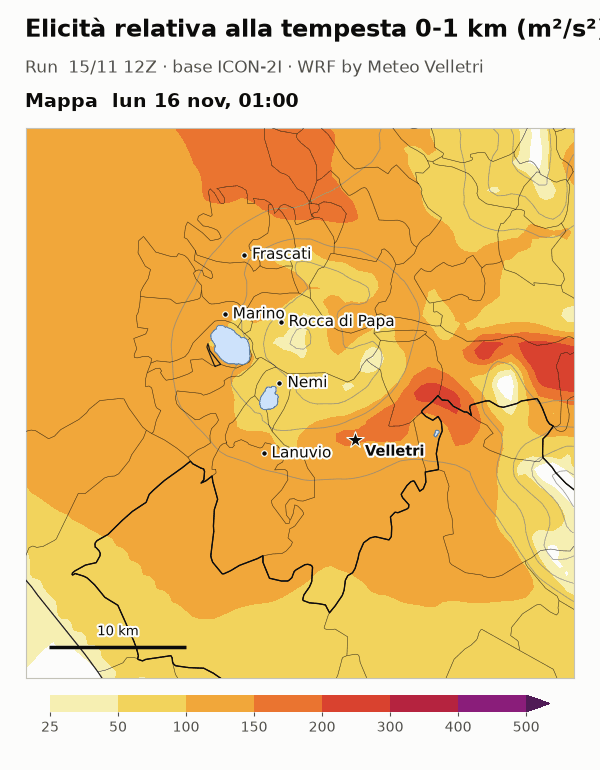 Elicità relativa alla tempesta 0-1 km (m²/s²)
Run 15/11 12Z · base ICON-2I · WRF by Meteo Velletri
Mappa lun 16 nov, 01:00
Frascati
Marino
Rocca di Papa
Nemi
Lanuvio
Velletri
10 km
25 50 100 150 200 300 400 500